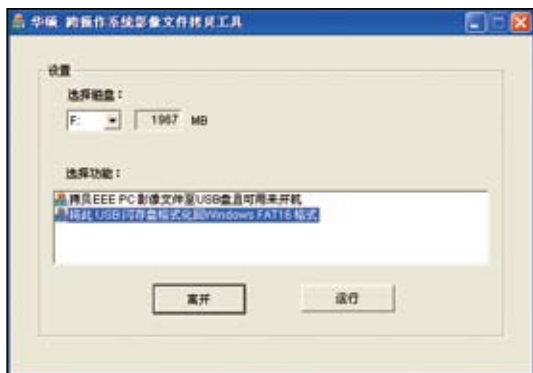 华硕 跨操作系统影像文件拷贝工具
设置
选择磁盘：
F: 1967 MB
选择功能：
拷贝EEE PC 影像文件至USB盘且可用来开机
将此 USB 闪存盘格式化回Windows FAT16 格式
离开 运行